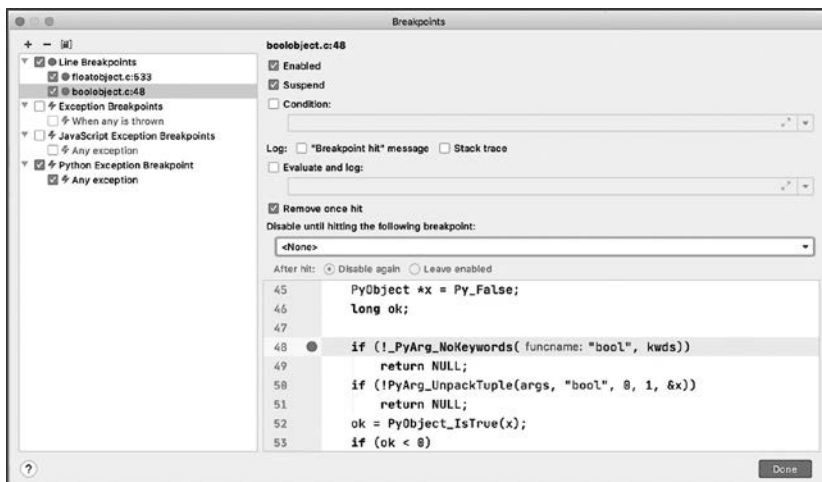 Breakpoints
Line Breakpoints
floatobject.c:533
boolobject.c:48
Exception Breakpoints
When any is thrown
JavaScript Exception Breakpoints
Any exception
Python Exception Breakpoint
Any exception
boolobject.c:48
Enabled
Suspend
Condition:
Log: "Breakpoint hit" message Stack trace
Evaluate and log:
Remove once hit
Disable until hitting the following breakpoint:
<None>
After hit: Disable again Leave enabled
45 PyObject *x = Py_False;
46 long ok;
47
48 if (!_PyArg_NoKeywords( funcname: "bool", kwds))
49 return NULL;
50 if (!PyArg_UnpackTuple(args, "bool", 0, 1, &x))
51 return NULL;
52 ok = PyObject_IsTrue(x);
53 if (ok < 0)
?
Done